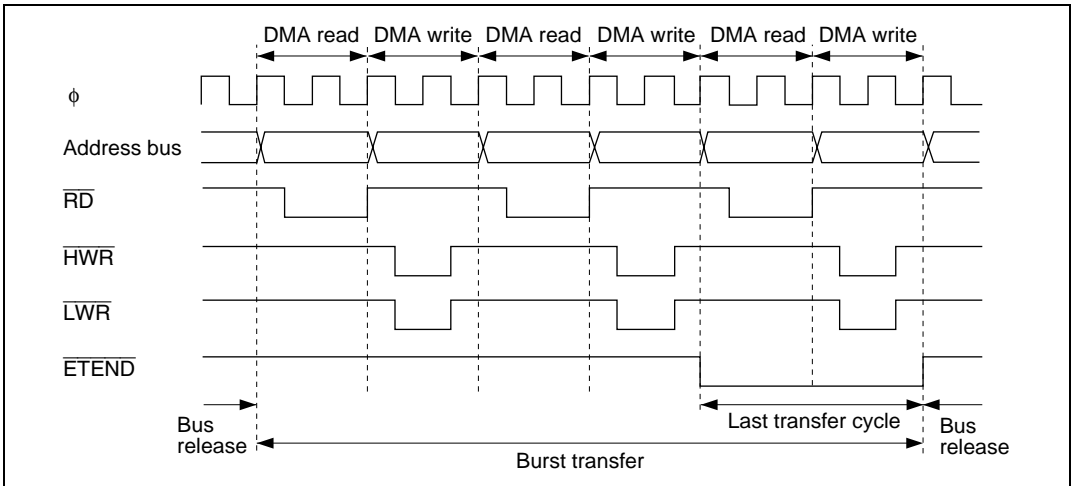 DMA read DMA write DMA read DMA write DMA read DMA write
ϕ
Address bus
RD
HWR
LWR
ETEND
Bus release
Last transfer cycle
Bus release
Burst transfer